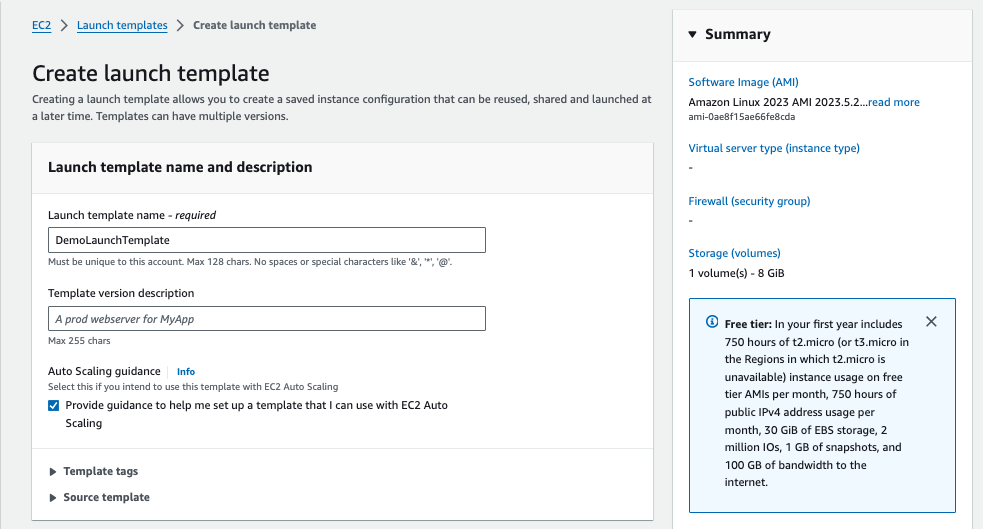 EC2 > Launch templates > Create launch template
Create launch template
Creating a launch template allows you to create a saved instance configuration that can be reused, shared and launched at
a later time. Templates can have multiple versions.
Launch template name and description
Launch template name - required
DemoLaunchTemplate
Must be unique to this account. Max 128 chars. No spaces or special characters like '&', '*', '@'.
Template version description
A prod webserver for MyApp
Max 255 chars
Auto Scaling guidance | Info
Select this if you intend to use this template with EC2 Auto Scaling
Provide guidance to help me set up a template that I can use with EC2 Auto
Scaling
Template tags
Source template
Summary
Software Image (AMI)
Amazon Linux 2023 AMI 2023.5.2...read more
ami-0ae8f15ae66fe8cda
Virtual server type (instance type)
-
Firewall (security group)
-
Storage (volumes)
1 volume(s) - 8 GiB
Free tier: In your first year includes
750 hours of t2.micro (or t3.micro in
the Regions in which t2.micro is
unavailable) instance usage on free
tier AMIs per month, 750 hours of
public IPv4 address usage per
month, 30 GiB of EBS storage, 2
million IOs, 1 GB of snapshots, and
100 GB of bandwidth to the
internet.